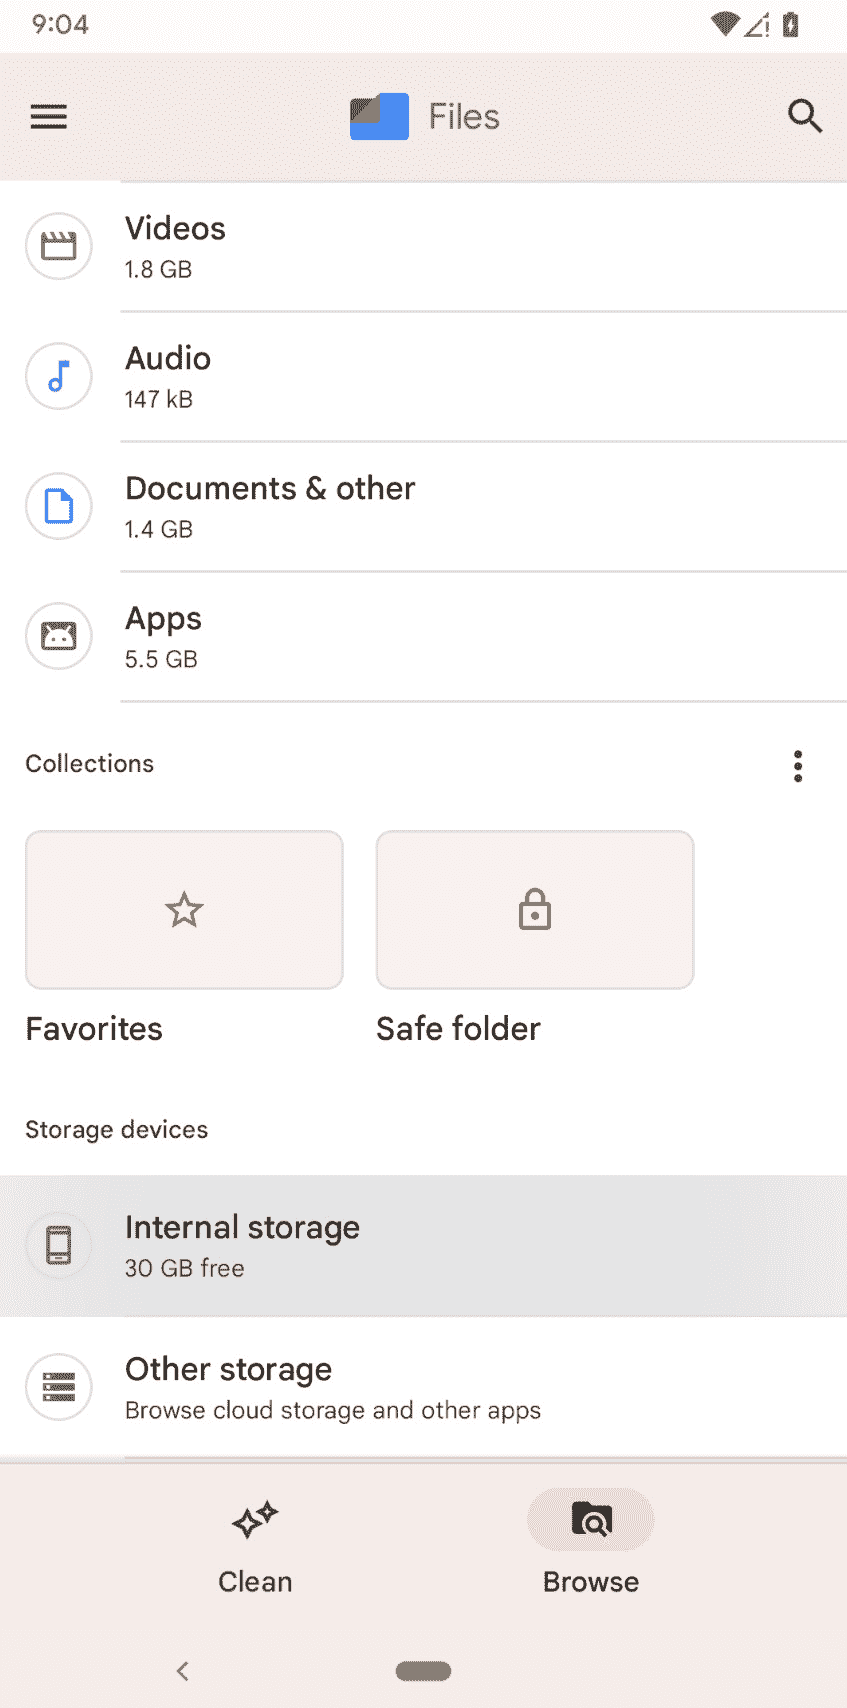 9:04
Files
Videos
1.8 GB
Audio
147 kB
Documents & other
1.4 GB
Apps
5.5 GB
Collections
Favorites
Safe folder
Storage devices
Internal storage
30 GB free
Other storage
Browse cloud storage and other apps
Clean
Browse